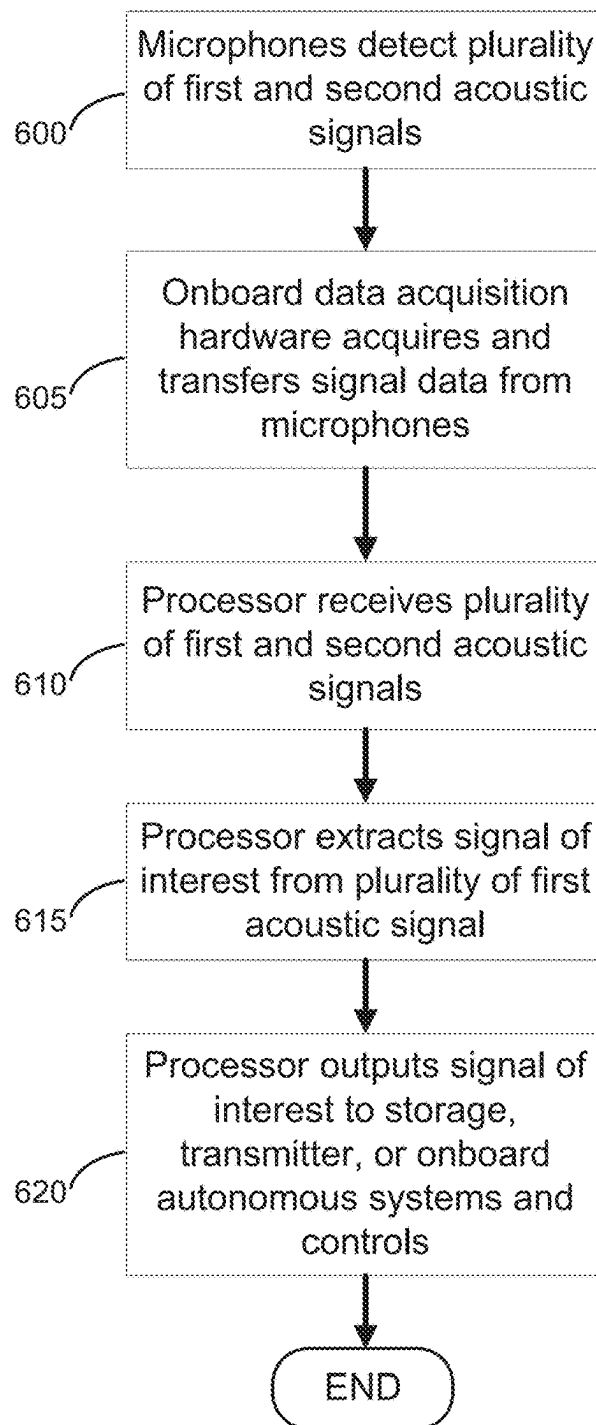 Microphones detect plurality
of first and second acoustic
signals
600
Onboard data acquisition
hardware acquires and
transfers signal data from
microphones
605
Processor receives plurality
of first and second acoustic
signals
610
Processor extracts signal of
interest from plurality of first
acoustic signal
615
Processor outputs signal of
interest to storage,
transmitter, or onboard
autonomous systems and
controls
620
END